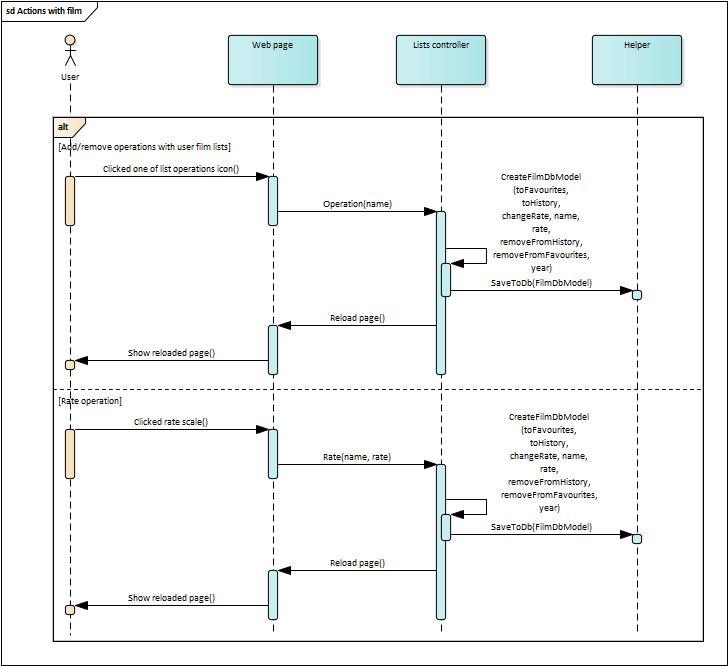 sd Actions with film
User
Web page
Lists controller
Helper
alt
[Add/remove operations with user film lists]
Clicked one of list operations icon()
Operation(name)
CreateFilmDbModel
(toFavourites,
toHistory,
changeRate, name,
rate,
removeFromHistory,
removeFromFavourites,
year)
SaveToDb(FilmDbModel)
Reload page()
Show reloaded page()
[Rate operation]
Clicked rate scale()
Rate(name, rate)
CreateFilmDbModel
(toFavourites,
toHistory,
changeRate, name,
rate,
removeFromHistory,
removeFromFavourites,
year)
SaveToDb(FilmDbModel)
Reload page()
Show reloaded page()